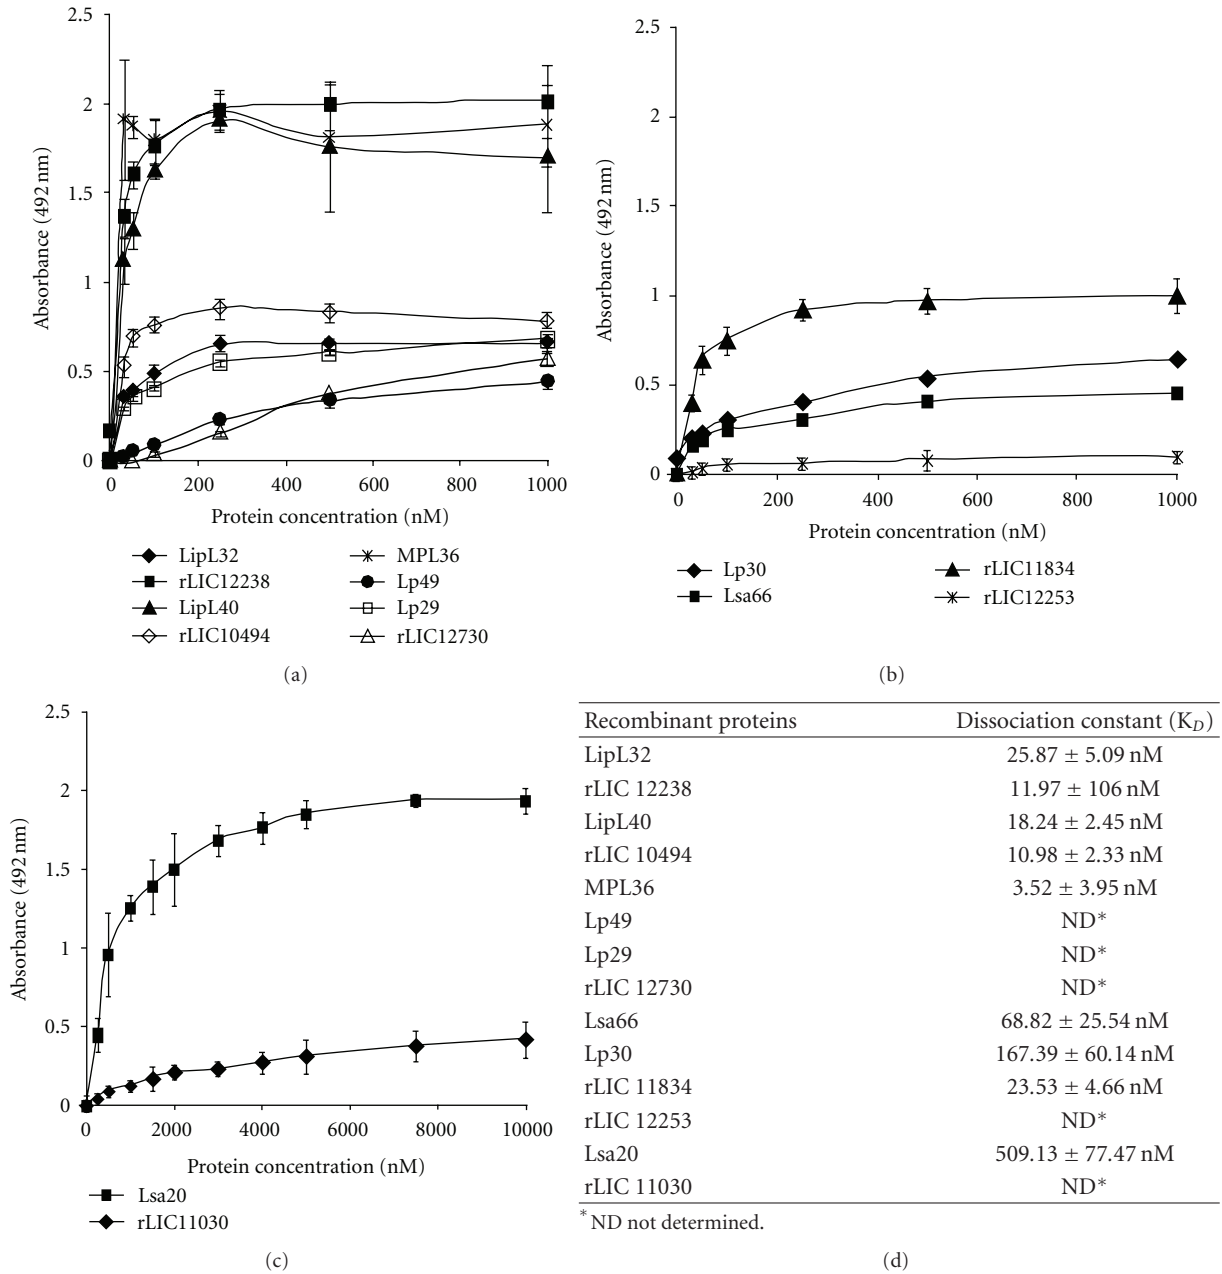 2.5
2
1.5
1
0.5
0
0 200 400 600 800 1000
Absorbance (492 nm)
Protein concentration (nM)
LipL32
rLIC12238
LipL40
rLIC10494
MPL36
Lp49
Lp29
rLIC12730
(a)
2.5
2
1.5
1
0.5
0
0 200 400 600 800 1000
Absorbance (492 nm)
Protein concentration (nM)
Lp30
Lsa66
rLIC11834
rLIC12253
(b)
2.5
2
1.5
1
0.5
0
0 2000 4000 6000 8000 10000
Absorbance (492 nm)
Protein concentration (nM)
Lsa20
rLIC11030
(c)
Recombinant proteins Dissociation constant (K_D)
LipL32 25.87 ± 5.09 nM
rLIC 12238 11.97 ± 106 nM
LipL40 18.24 ± 2.45 nM
rLIC 10494 10.98 ± 2.33 nM
MPL36 3.52 ± 3.95 nM
Lp49 ND*
Lp29 ND*
rLIC 12730 ND*
Lsa66 68.82 ± 25.54 nM
Lp30 167.39 ± 60.14 nM
rLIC 11834 23.53 ± 4.66 nM
rLIC 12253 ND*
Lsa20 509.13 ± 77.47 nM
rLIC 11030 ND*
*ND not determined.
(d)